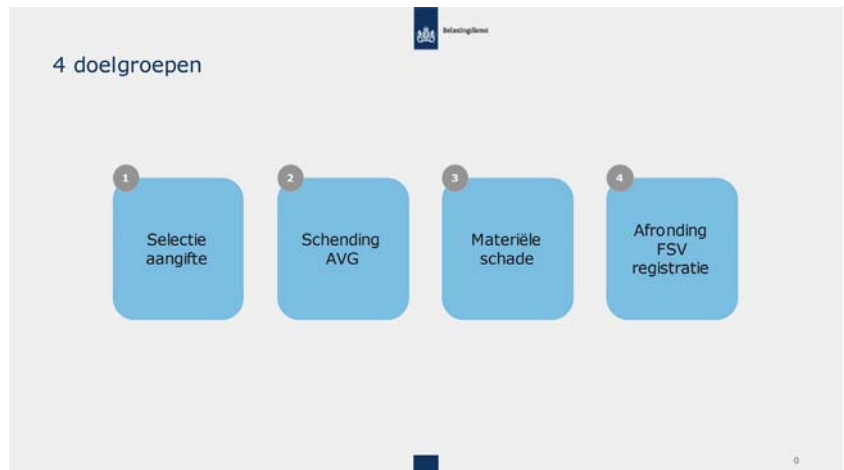 Belastingdienst
4 doelgroepen
1
Selectie
aangifte
2
Schending
AVG
3
Materiële
schade
4
Afronding
FSV
registratie
0